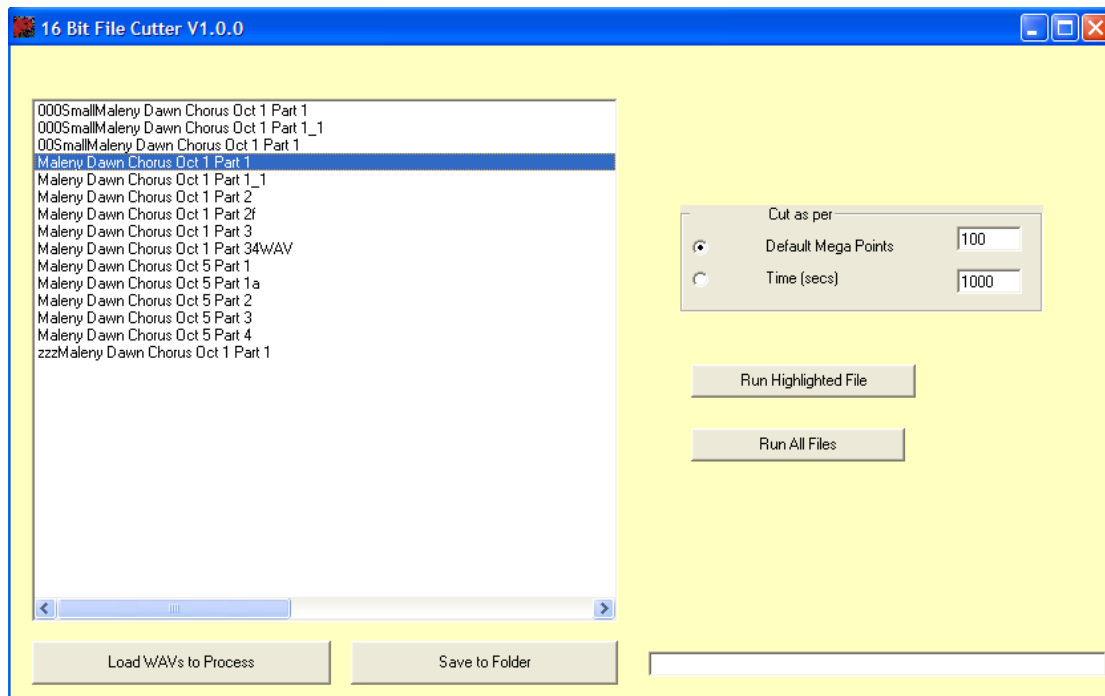 16 Bit File Cutter V1.0.0
000SmallMaleny Dawn Chorus Oct 1 Part 1
000SmallMaleny Dawn Chorus Oct 1 Part 1_1
00SmallMaleny Dawn Chorus Oct 1 Part 1
Maleny Dawn Chorus Oct 1 Part 1
Maleny Dawn Chorus Oct 1 Part 1_1
Maleny Dawn Chorus Oct 1 Part 2
Maleny Dawn Chorus Oct 1 Part 2f
Maleny Dawn Chorus Oct 1 Part 3
Maleny Dawn Chorus Oct 1 Part 34WAV
Maleny Dawn Chorus Oct 5 Part 1
Maleny Dawn Chorus Oct 5 Part 1a
Maleny Dawn Chorus Oct 5 Part 2
Maleny Dawn Chorus Oct 5 Part 3
Maleny Dawn Chorus Oct 5 Part 4
zzzMaleny Dawn Chorus Oct 1 Part 1
Cut as per
Default Mega Points 100
Time (secs) 1000
Run Highlighted File
Run All Files
Load WAVs to Process
Save to Folder